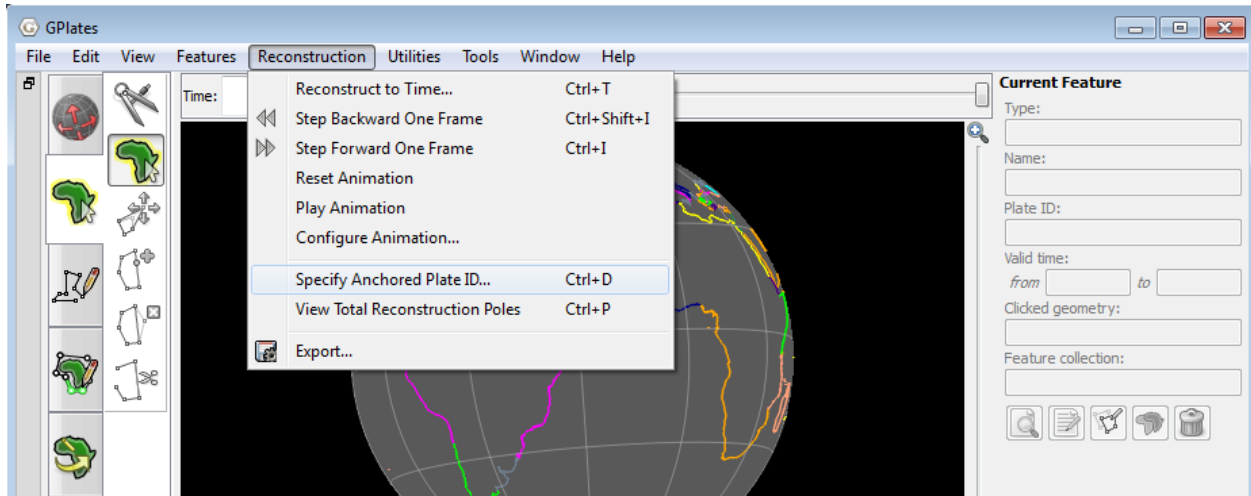 GPlates
File Edit View Features Reconstruction Utilities Tools Window Help
Time:
Reconstruct to Time... Ctrl+T
Step Backward One Frame Ctrl+Shift+I
Step Forward One Frame Ctrl+I
Reset Animation
Play Animation
Configure Animation...
Specify Anchored Plate ID... Ctrl+D
View Total Reconstruction Poles Ctrl+P
Export...
Current Feature
Type:
Name:
Plate ID:
Valid time:
from to
Clicked geometry:
Feature collection: